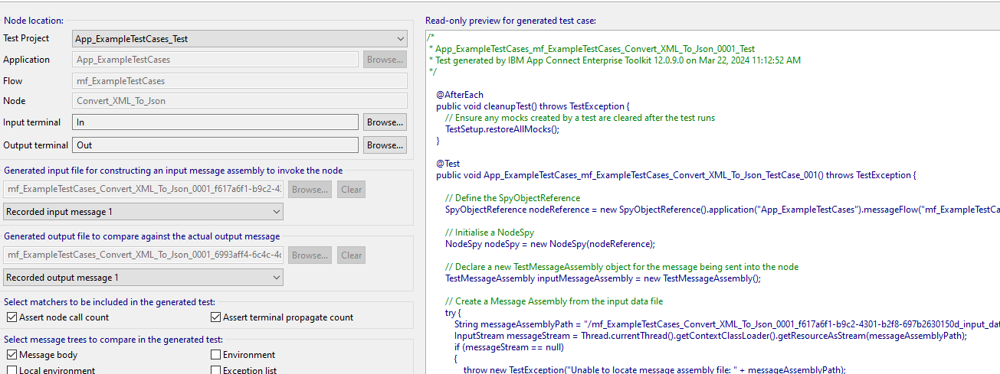 Node location:
Test Project App_ExampleTestCases_Test
Application App_ExampleTestCases Browse...
Flow mf_ExampleTestCases
Node Convert_XML_To_Json
Input terminal In Browse...
Output terminal Out Browse...
Generated input file for constructing an input message assembly to invoke the node
mf_ExampleTestCases_Convert_XML_To_Json_0001_f617a6f1-b9c2-43 Browse... Clear
Recorded input message 1
Generated output file to compare against the actual output message
mf_ExampleTestCases_Convert_XML_To_Json_0001_6993aff4-6c4c-4c Browse... Clear
Recorded output message 1
Select matchers to be included in the generated test:
Assert node call count Assert terminal propagate count
Select message trees to compare in the generated test:
Message body Environment
Local environment Exception list
Read-only preview for generated test case:
/*
* App_ExampleTestCases_mf_ExampleTestCases_Convert_XML_To_Json_0001_Test
* Test generated by IBM App Connect Enterprise Toolkit 12.0.9.0 on Mar 22, 2024 11:12:52 AM
*/
@AfterEach
public void cleanupTest() throws TestException {
// Ensure any mocks created by a test are cleared after the test runs
TestSetup.restoreAllMocks();
}
@Test
public void App_ExampleTestCases_mf_ExampleTestCases_Convert_XML_To_Json_TestCase_001() throws TestException {
// Define the SpyObjectReference
SpyObjectReference nodeReference = new SpyObjectReference().application("App_ExampleTestCases").messageFlow("mf_ExampleTestCa
// Initialise a NodeSpy
NodeSpy nodeSpy = new NodeSpy(nodeReference);
// Declare a new TestMessageAssembly object for the message being sent into the node
TestMessageAssembly inputMessageAssembly = new TestMessageAssembly();
// Create a Message Assembly from the input data file
try {
String messageAssemblyPath = "/mf_ExampleTestCases_Convert_XML_To_Json_0001_f617a6f1-b9c2-4301-b2f8-697b2630150d_input_dat
InputStream messageStream = Thread.currentThread().getContextClassLoader().getResourceAsStream(messageAssemblyPath);
if (messageStream == null)
{
throw new TestException("Unable to locate message assembly file: " + messageAssemblyPath);